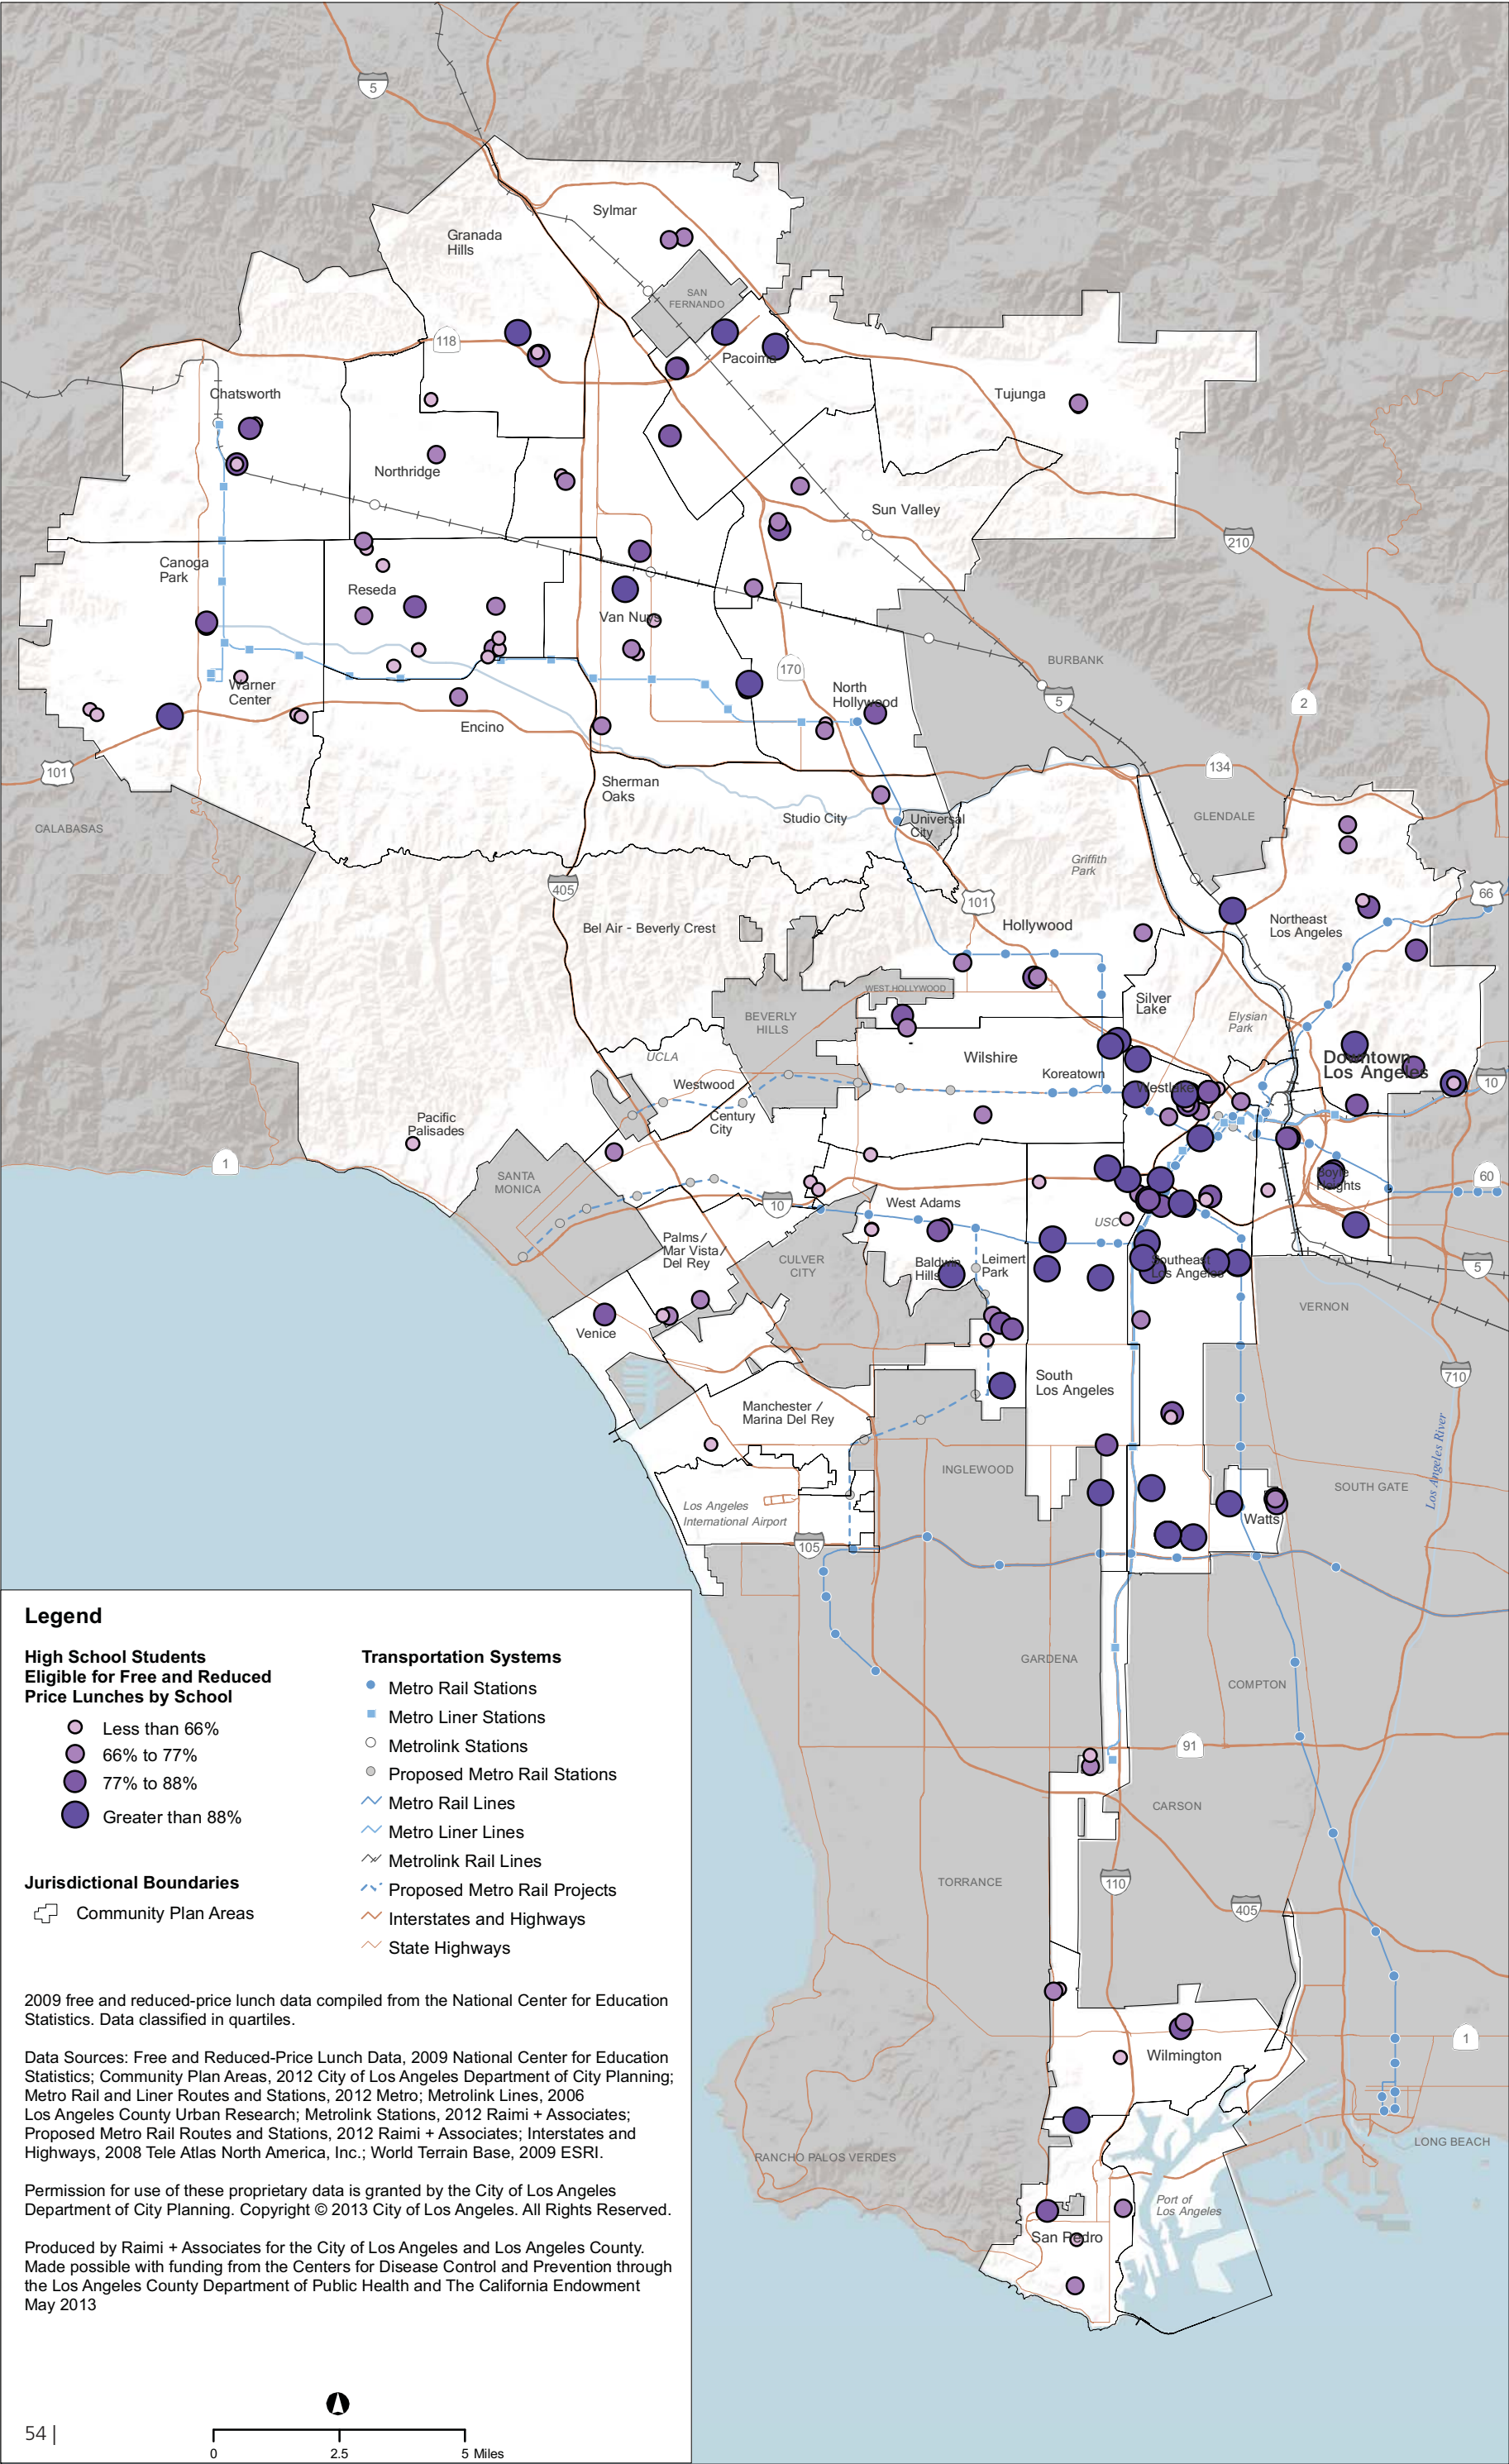 5
Sylmar
Granada
Hills
SAN
FERNANDO
118
Pacoima
Chatsworth
Tujunga
Northridge
Sun Valley
210
Canoga
Park
Reseda
Van Nuys
BURBANK
170
5
2
Warner
Center
North
Hollywood
Encino
101
134
Sherman
Oaks
Studio City
Universal
City
GLENDALE
CALABASAS
Griffith
Park
405
101
66
Bel Air - Beverly Crest
Hollywood
Northeast
Los Angeles
WEST HOLLYWOOD
Silver
Lake
BEVERLY
HILLS
Elysian
Park
UCLA
Wilshire
Downtown
Los Angeles
Koreatown
Westwood
Westlake
10
Century
City
Pacific
Palisades
1
SANTA
MONICA
Boyle
Heights
60
10
West Adams
USC
Palms/
Mar Vista/
Del Rey
CULVER
CITY
Baldwin
Hills
Leimert
Park
Southeast
Los Angeles
5
VERNON
Venice
South
Los Angeles
710
Manchester /
Marina Del Rey
INGLEWOOD
SOUTH GATE
Los Angeles River
Los Angeles
International Airport
Watts
105
GARDENA
COMPTON
91
CARSON
TORRANCE
110
405
1
Wilmington
LONG BEACH
RANCHO PALOS VERDES
Port of
Los Angeles
San Pedro
Legend
High School Students
Eligible for Free and Reduced
Price Lunches by School
Less than 66%
66% to 77%
77% to 88%
Greater than 88%
Jurisdictional Boundaries
Community Plan Areas
Transportation Systems
Metro Rail Stations
Metro Liner Stations
Metrolink Stations
Proposed Metro Rail Stations
Metro Rail Lines
Metro Liner Lines
Metrolink Rail Lines
Proposed Metro Rail Projects
Interstates and Highways
State Highways
2009 free and reduced-price lunch data compiled from the National Center for Education
Statistics. Data classified in quartiles.
Data Sources: Free and Reduced-Price Lunch Data, 2009 National Center for Education
Statistics; Community Plan Areas, 2012 City of Los Angeles Department of City Planning;
Metro Rail and Liner Routes and Stations, 2012 Metro; Metrolink Lines, 2006
Los Angeles County Urban Research; Metrolink Stations, 2012 Raimi + Associates;
Proposed Metro Rail Routes and Stations, 2012 Raimi + Associates; Interstates and
Highways, 2008 Tele Atlas North America, Inc.; World Terrain Base, 2009 ESRI.
Permission for use of these proprietary data is granted by the City of Los Angeles
Department of City Planning. Copyright © 2013 City of Los Angeles. All Rights Reserved.
Produced by Raimi + Associates for the City of Los Angeles and Los Angeles County.
Made possible with funding from the Centers for Disease Control and Prevention through
the Los Angeles County Department of Public Health and The California Endowment
May 2013
54 |
0 2.5 5 Miles